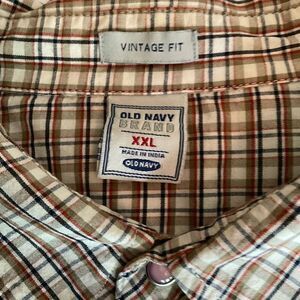 VINTAGE FIT
OLD NAVY
BRAND
XXL
MADE IN INDIA
OLD NAVY